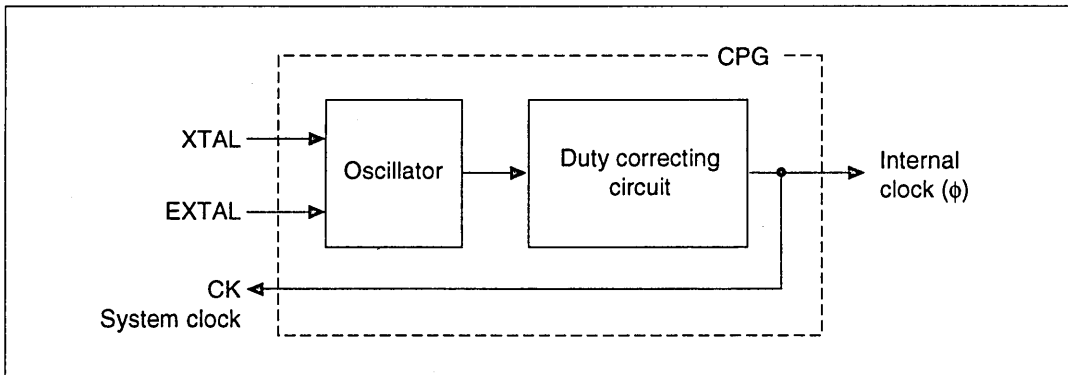 CPG
XTAL
EXTAL
Oscillator
Duty correcting
circuit
Internal
clock (ϕ)
CK
System clock